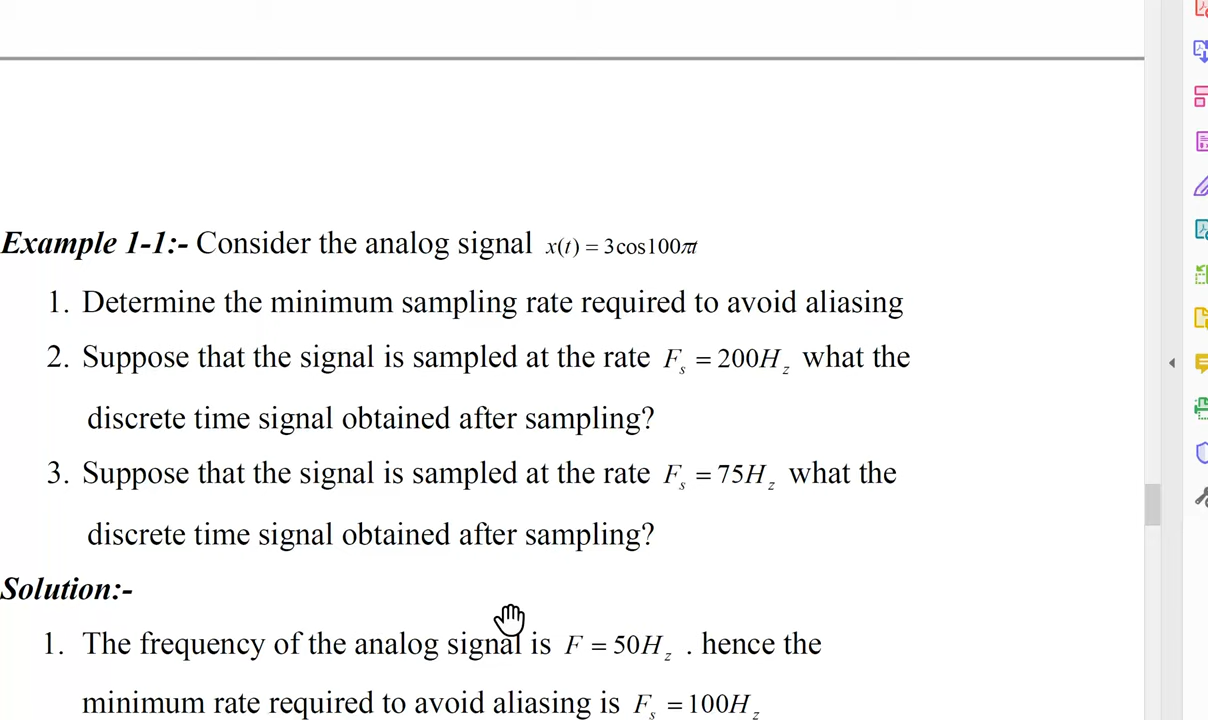 Example 1-1:- Consider the analog signal x(t) = 3cos100πt
1. Determine the minimum sampling rate required to avoid aliasing
2. Suppose that the signal is sampled at the rate Fs = 200Hz what the
discrete time signal obtained after sampling?
3. Suppose that the signal is sampled at the rate Fs = 75Hz what the
discrete time signal obtained after sampling?
Solution:-
1. The frequency of the analog signal is F = 50Hz . hence the
minimum rate required to avoid aliasing is Fs = 100Hz